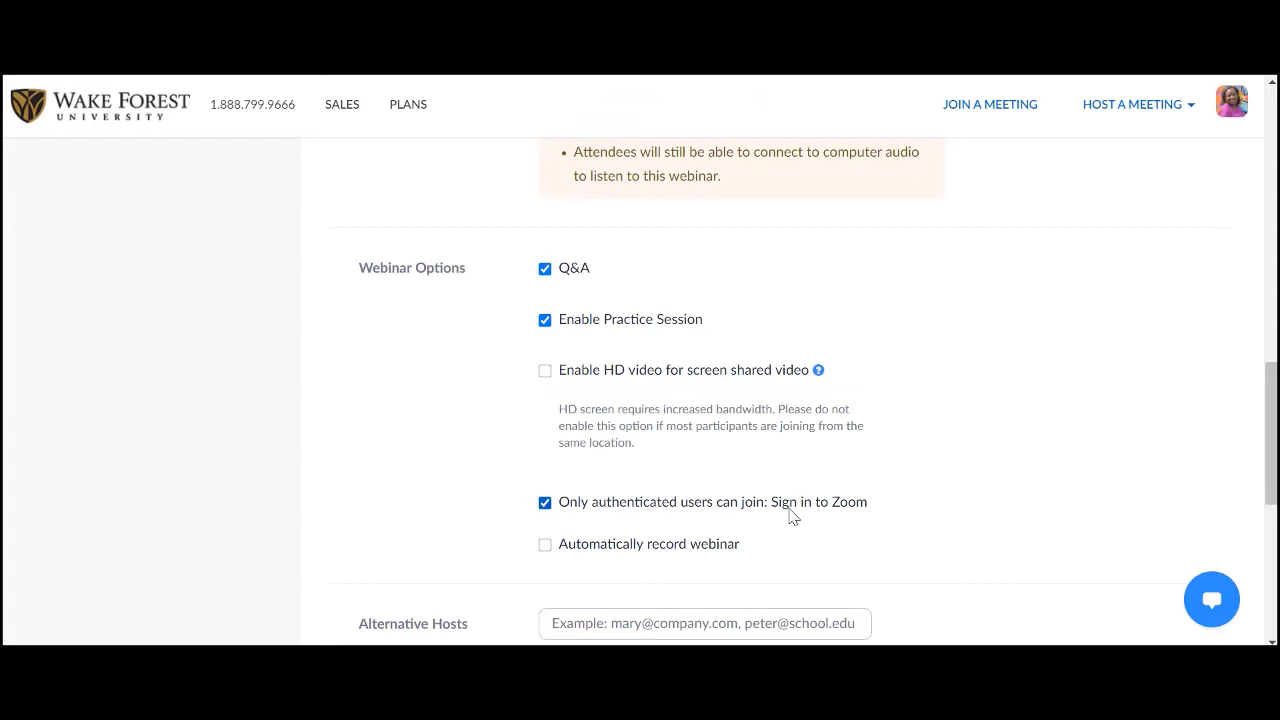 WAKE FOREST
UNIVERSITY
1.888.799.9666
SALES
PLANS
JOIN A MEETING
HOST A MEETING
• Attendees will still be able to connect to computer audio
to listen to this webinar.
Webinar Options
Q&A
Enable Practice Session
Enable HD video for screen shared video ?
HD screen requires increased bandwidth. Please do not
enable this option if most participants are joining from the
same location.
Only authenticated users can join: Sign in to Zoom
Automatically record webinar
Alternative Hosts
Example: mary@company.com, peter@school.edu